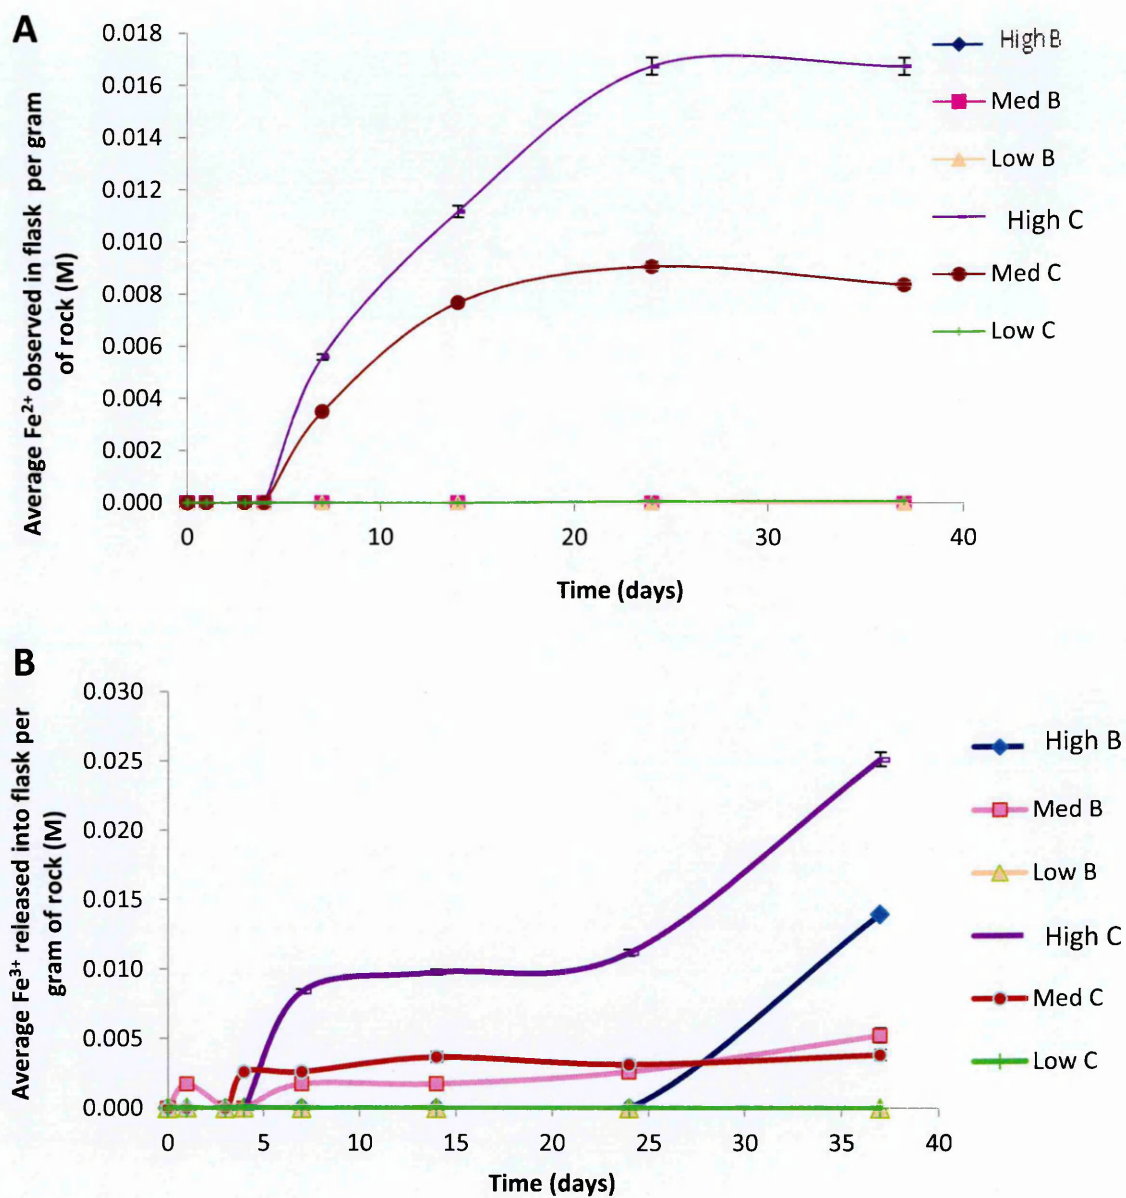 A
Average Fe²⁺ observed in flask per gram
of rock (M)
0.018
0.016
0.014
0.012
0.010
0.008
0.006
0.004
0.002
0.000
0 10 20 30 40
Time (days)
High B
Med B
Low B
High C
Med C
Low C
B
Average Fe³⁺ released into flask per
gram of rock (M)
0.030
0.025
0.020
0.015
0.010
0.005
0.000
0 5 10 15 20 25 30 35 40
Time (days)
High B
Med B
Low B
High C
Med C
Low C